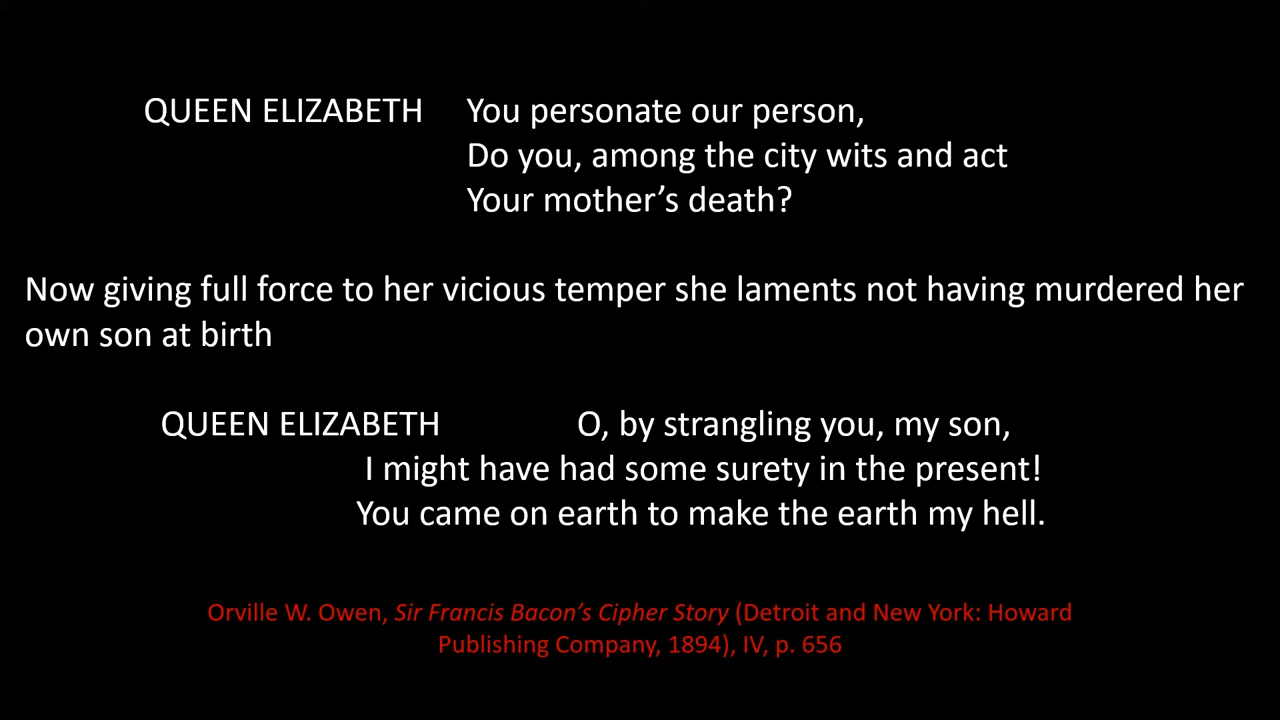 QUEEN ELIZABETH You personate our person,
Do you, among the city wits and act
Your mother’s death?
Now giving full force to her vicious temper she laments not having murdered her
own son at birth
QUEEN ELIZABETH O, by strangling you, my son,
I might have had some surety in the present!
You came on earth to make the earth my hell.
Orville W. Owen, Sir Francis Bacon’s Cipher Story (Detroit and New York: Howard
Publishing Company, 1894), IV, p. 656